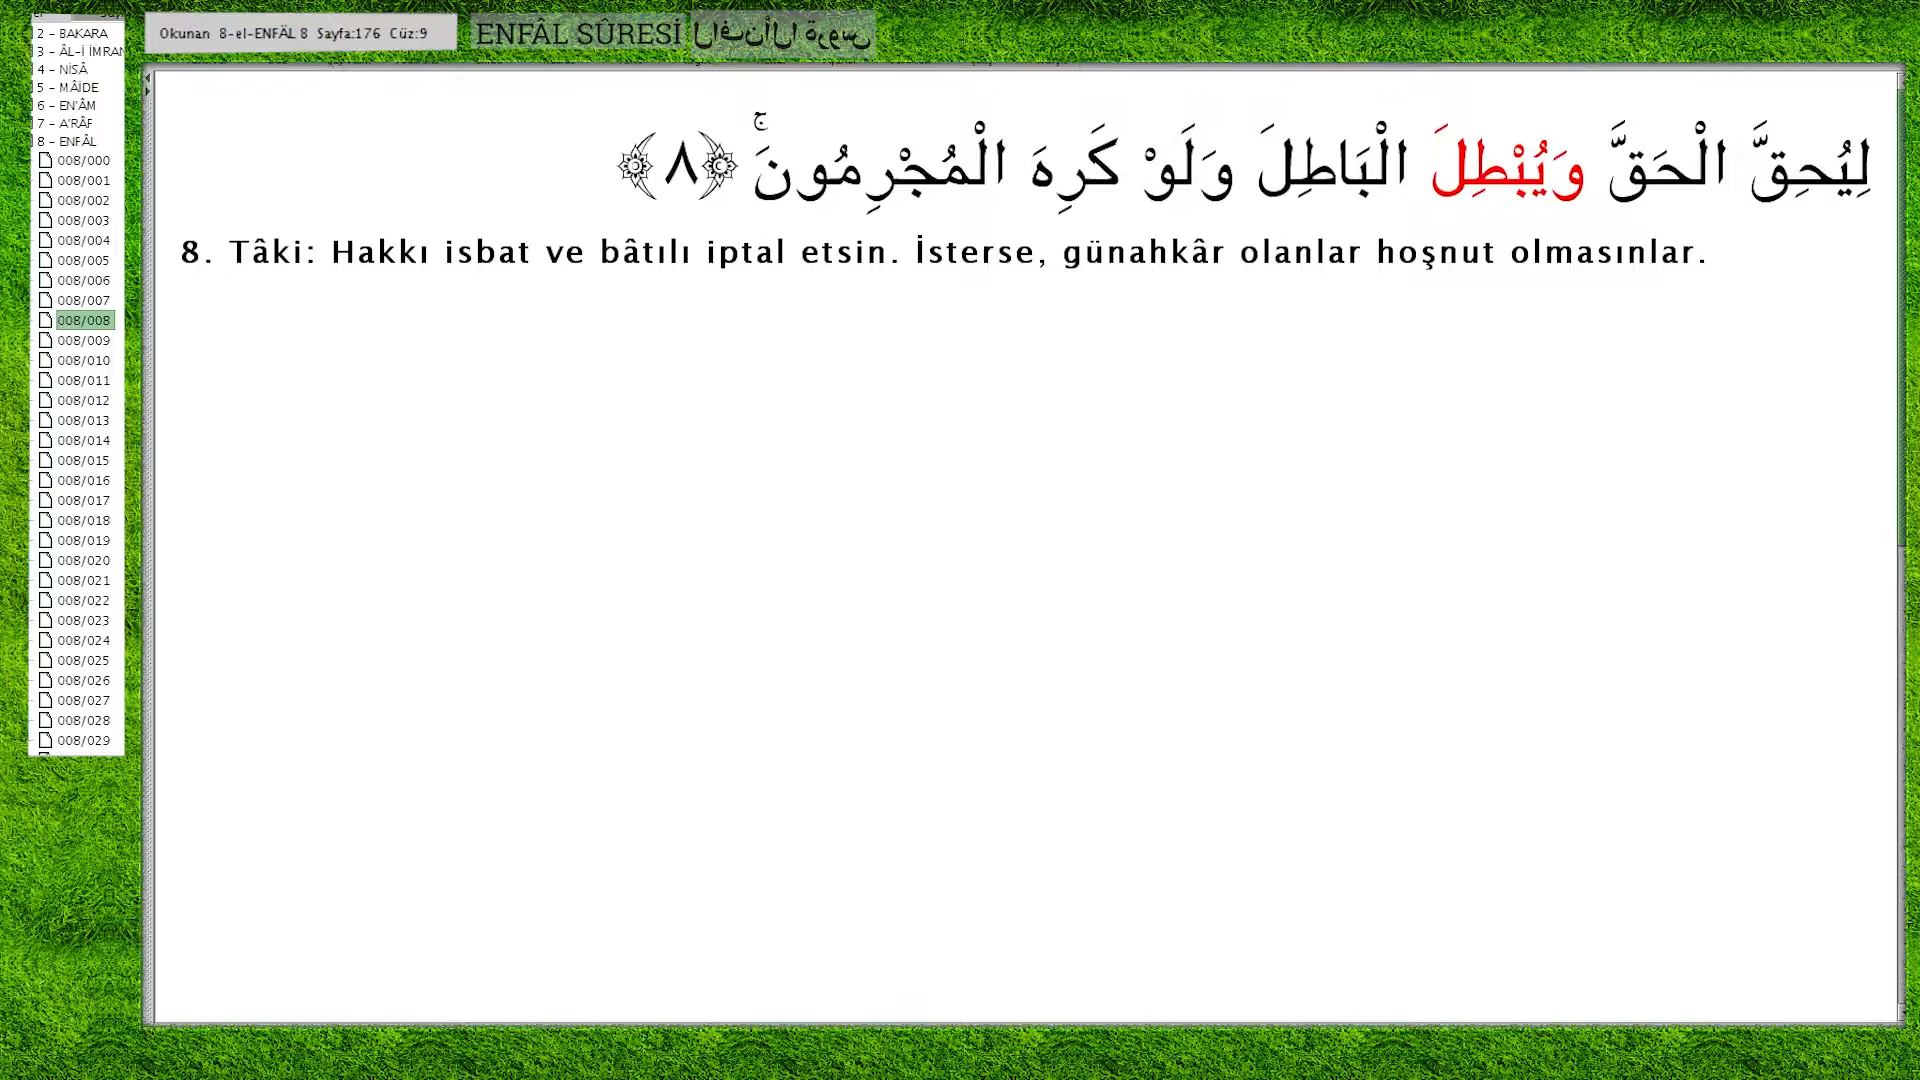 2 - BAKARA
3 - ÂL-İ İMRAN
4 - NİSÂ
5 - MÂİDE
6 - EN'ÂM
7 - A'RÂF
8 - ENFÂL
008/000
008/001
008/002
008/003
008/004
008/005
008/006
008/007
008/008
008/009
008/010
008/011
008/012
008/013
008/014
008/015
008/016
008/017
008/018
008/019
008/020
008/021
008/022
008/023
008/024
008/025
008/026
008/027
008/028
008/029
Okunan 8-el-ENFÂL 8 Sayfa:176 Cüz:9
ENFÂL SÛRESİ سورة الأنفال
لِيُحِقَّ الْحَقَّ وَيُبْطِلَ الْبَاطِلَ وَلَوْ كَرِهَ الْمُجْرِمُونَۚ ﴿٨﴾
8. Tâki: Hakkı isbat ve bâtılı iptal etsin. İsterse, günahkâr olanlar hoşnut olmasınlar.